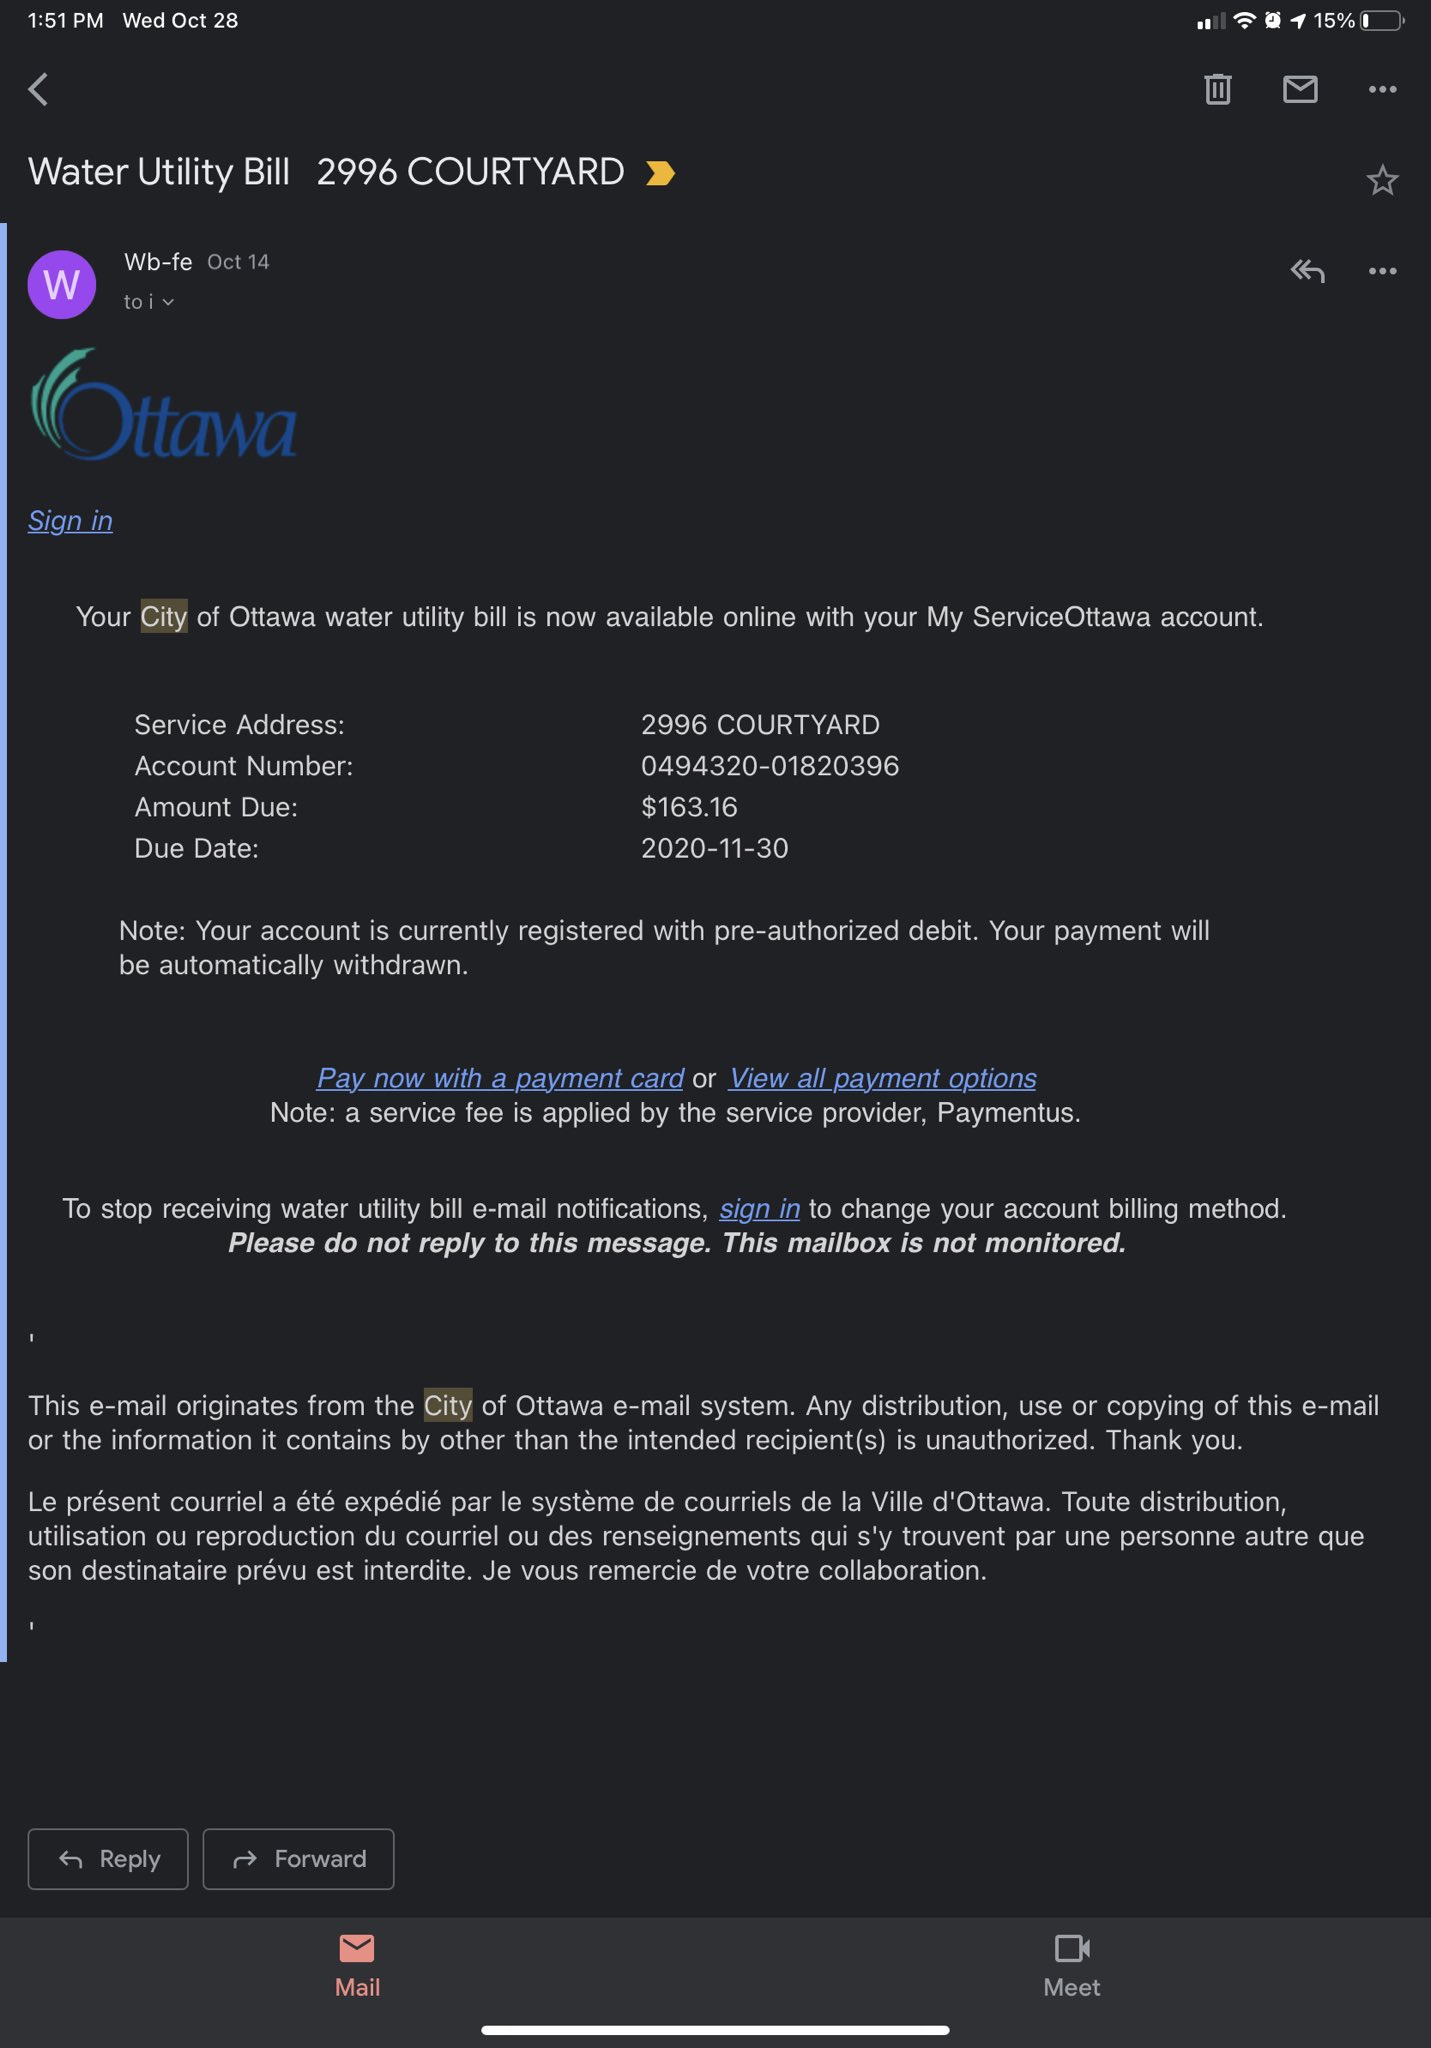 1:51 PM Wed Oct 28
15%
Water Utility Bill 2996 COURTYARD
W
Wb-fe Oct 14
to i
Ottawa
Sign in
Your City of Ottawa water utility bill is now available online with your My ServiceOttawa account.
Service Address: 2996 COURTYARD
Account Number: 0494320-01820396
Amount Due: $163.16
Due Date: 2020-11-30
Note: Your account is currently registered with pre-authorized debit. Your payment will
be automatically withdrawn.
Pay now with a payment card or View all payment options
Note: a service fee is applied by the service provider, Paymentus.
To stop receiving water utility bill e-mail notifications, sign in to change your account billing method.
Please do not reply to this message. This mailbox is not monitored.
'
This e-mail originates from the City of Ottawa e-mail system. Any distribution, use or copying of this e-mail
or the information it contains by other than the intended recipient(s) is unauthorized. Thank you.
Le présent courriel a été expédié par le système de courriels de la Ville d'Ottawa. Toute distribution,
utilisation ou reproduction du courriel ou des renseignements qui s'y trouvent par une personne autre que
son destinataire prévu est interdite. Je vous remercie de votre collaboration.
'
Reply Forward
Mail Meet